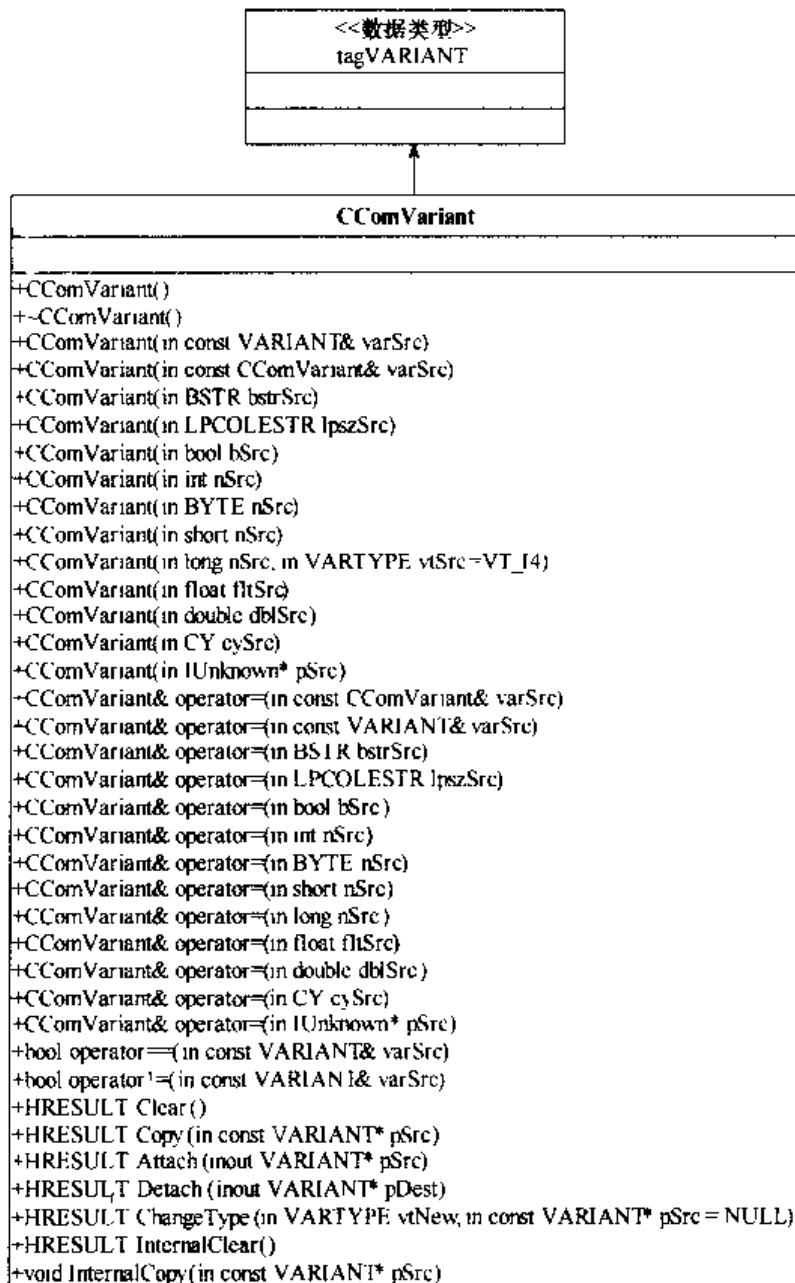 <<数据类型>>
tagVARIANT
CComVariant
+CComVariant()
+~CComVariant()
+CComVariant(in const VARIANT& varSrc)
+CComVariant(in const CComVariant& varSrc)
+CComVariant(in BSTR bstrSrc)
+CComVariant(in LPCOLESTR lpszSrc)
+CComVariant(in bool bSrc)
+CComVariant(in int nSrc)
+CComVariant(in BYTE nSrc)
+CComVariant(in short nSrc)
+CComVariant(in long nSrc, in VARTYPE vtSrc=VT_I4)
+CComVariant(in float fltSrc)
+CComVariant(in double dblSrc)
+CComVariant(in CY cySrc)
+CComVariant(in IUnknown* pSrc)
+CComVariant& operator=(in const CComVariant& varSrc)
+CComVariant& operator=(in const VARIANT& varSrc)
+CComVariant& operator=(in BSTR bstrSrc)
+CComVariant& operator=(in LPCOLESTR lpszSrc)
+CComVariant& operator=(in bool bSrc)
+CComVariant& operator=(in int nSrc)
+CComVariant& operator=(in BYTE nSrc)
+CComVariant& operator=(in short nSrc)
+CComVariant& operator=(in long nSrc)
+CComVariant& operator=(in float fltSrc)
+CComVariant& operator=(in double dblSrc)
+CComVariant& operator=(in CY cySrc)
+CComVariant& operator=(in IUnknown* pSrc)
+bool operator==(in const VARIANT& varSrc)
+bool operator!=(in const VARIANT& varSrc)
+HRESULT Clear()
+HRESULT Copy(in const VARIANT* pSrc)
+HRESULT Attach(inout VARIANT* pSrc)
+HRESULT Detach(inout VARIANT* pDest)
+HRESULT ChangeType(in VARTYPE vtNew, in const VARIANT* pSrc = NULL)
+HRESULT InternalClear()
+void InternalCopy(in const VARIANT* pSrc)